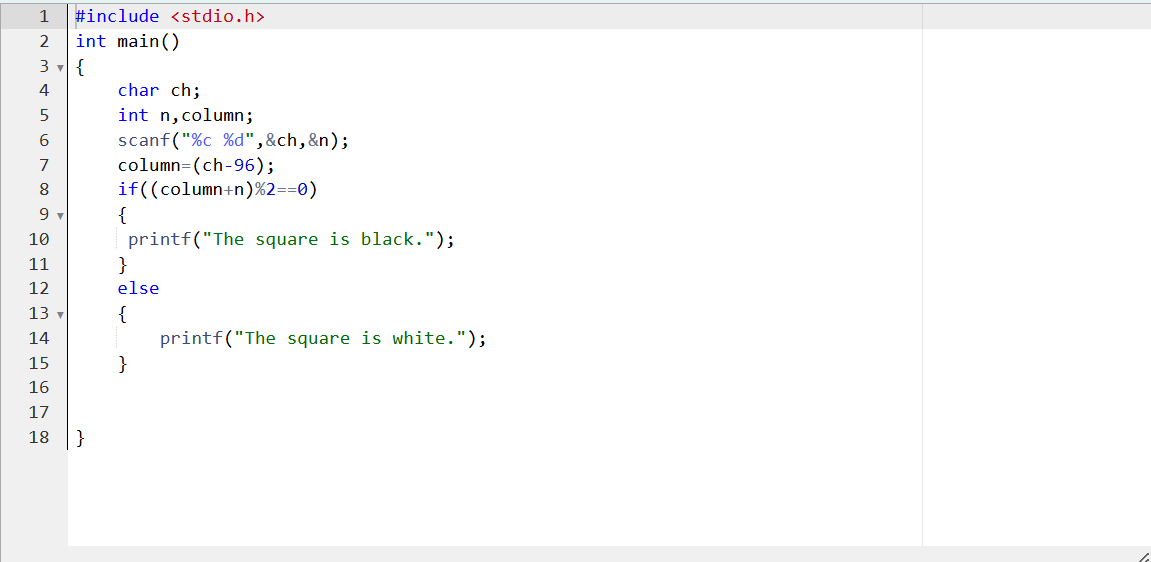 1 #include <stdio.h>
2 int main()
3 {
4     char ch;
5     int n,column;
6     scanf("%c %d",&ch,&n);
7     column=(ch-96);
8     if((column+n)%2==0)
9     {
10      printf("The square is black.");
11     }
12     else
13     {
14         printf("The square is white.");
15     }
16
17
18 }